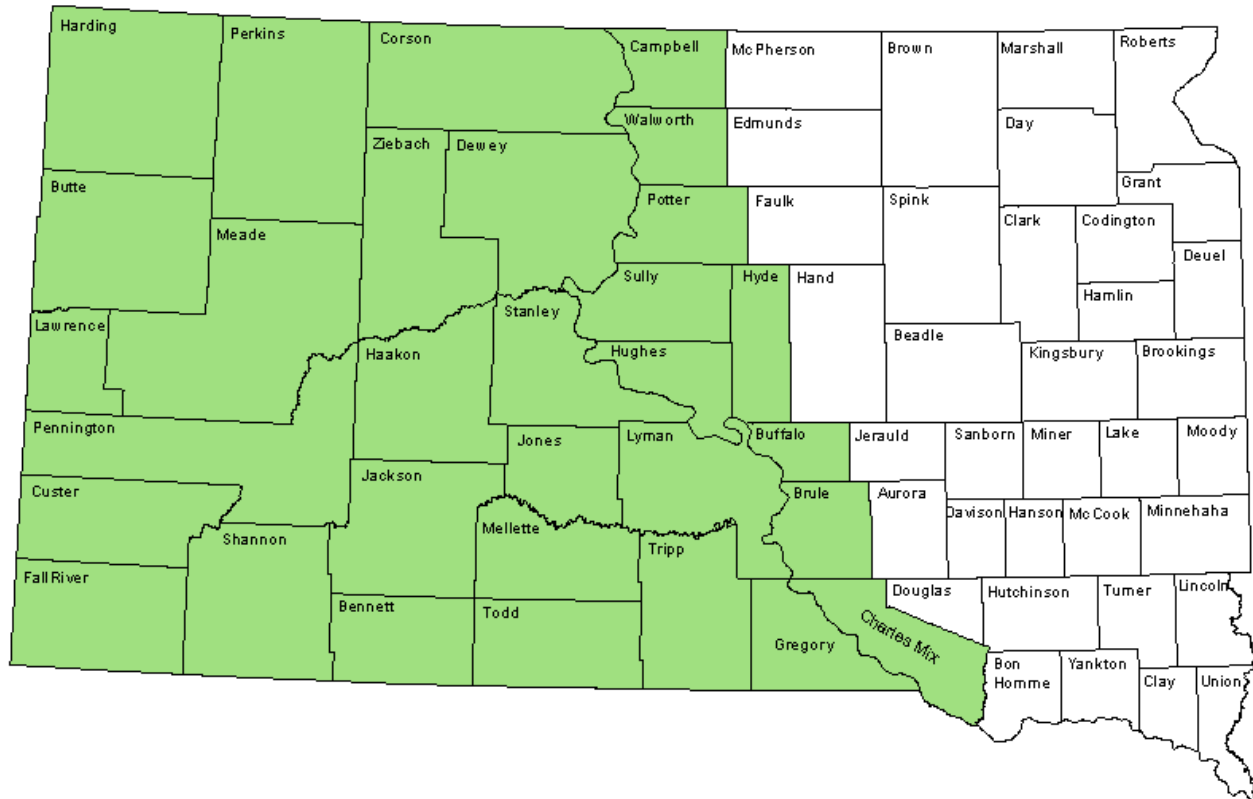 Harding
Perkins
Corson
Campbell
McPherson
Brown
Marshall
Roberts
Walworth
Edmunds
Day
Ziebach
Dewey
Butte
Grant
Potter
Faulk
Spink
Clark
Codington
Meade
Deuel
Sully
Hyde
Hand
Hamlin
Lawrence
Stanley
Beadle
Haakon
Hughes
Kingsbury
Brookings
Pennington
Jones
Lyman
Buffalo
Jerauld
Sanborn
Miner
Lake
Moody
Jackson
Custer
Brule
Aurora
Davison
Hanson
McCook
Minnehaha
Mellette
Shannon
Tripp
Fall River
Douglas
Hutchinson
Turner
Lincoln
Bennett
Todd
Charles Mix
Gregory
Bon
Homme
Yankton
Clay
Union